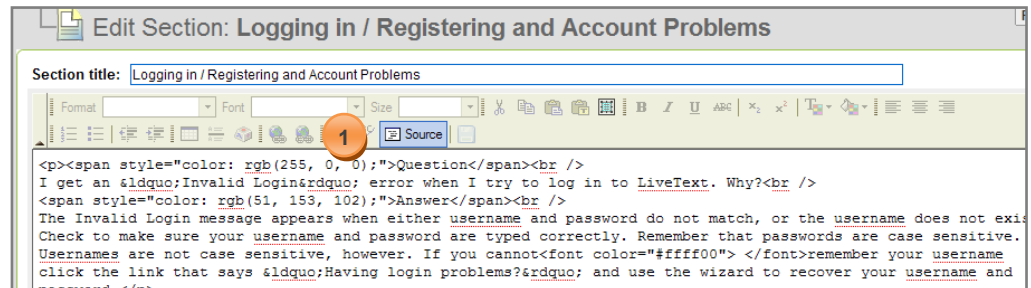 Edit Section: Logging in / Registering and Account Problems
Section title: Logging in / Registering and Account Problems
Format Font Size B I U ABC x₂ x²
1 Source
<p><span style="color: rgb(255, 0, 0);">Question</span><br />
I get an &ldquo;Invalid Login&rdquo; error when I try to log in to LiveText. Why?<br />
<span style="color: rgb(51, 153, 102);">Answer</span><br />
The Invalid Login message appears when either username and password do not match, or the username does not exis
Check to make sure your username and password are typed correctly. Remember that passwords are case sensitive.
Usernames are not case sensitive, however. If you cannot<font color="#ffff00"> </font>remember your username
click the link that says &ldquo;Having login problems?&rdquo; and use the wizard to recover your username and
password.</p>